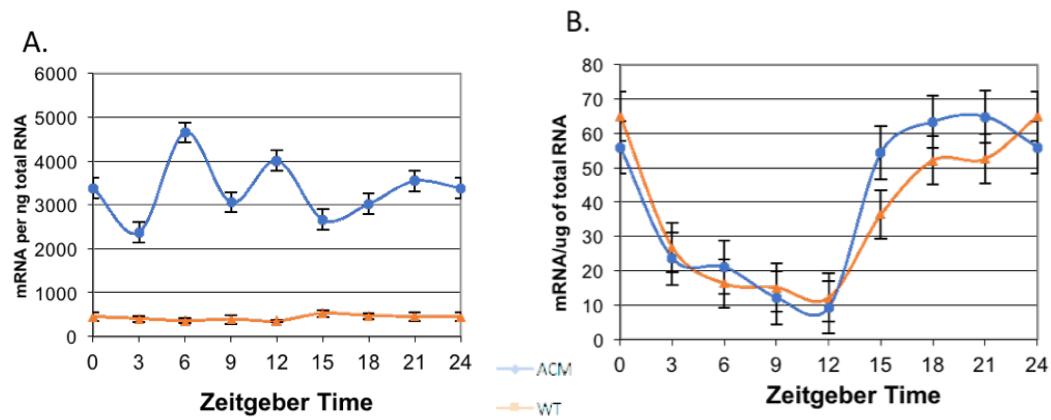 A.
mRNA per ng total RNA
6000
5000
4000
3000
2000
1000
0
0 3 6 9 12 15 18 21 24
Zeitgeber Time
B.
mRNA/ug of total RNA
80
70
60
50
40
30
20
10
0
0 3 6 9 12 15 18 21 24
Zeitgeber Time
ACM
WT